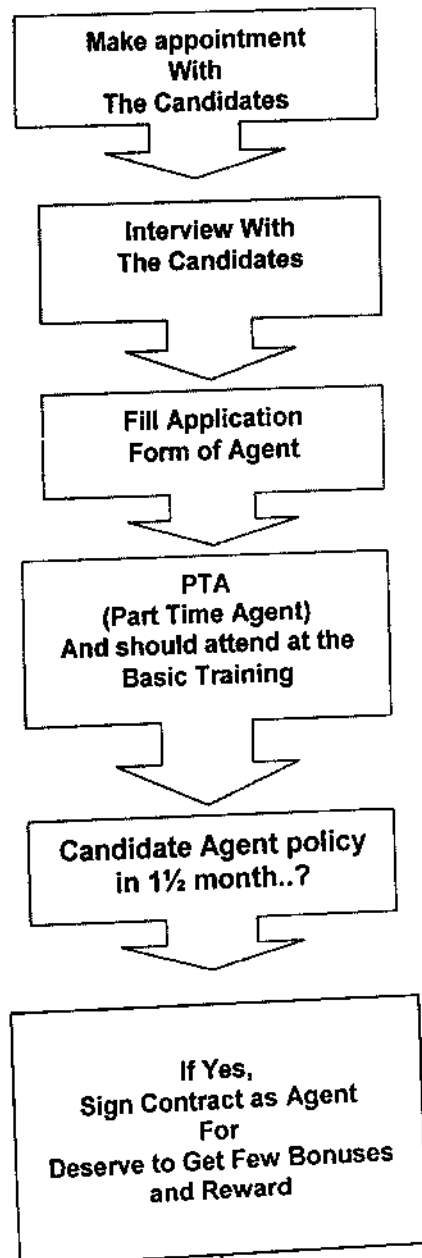 Make appointment
With
The Candidates
Interview With
The Candidates
Fill Application
Form of Agent
PTA
(Part Time Agent)
And should attend at the
Basic Training
Candidate Agent policy
in 1½ month..?
If Yes,
Sign Contract as Agent
For
Deserve to Get Few Bonuses
and Reward